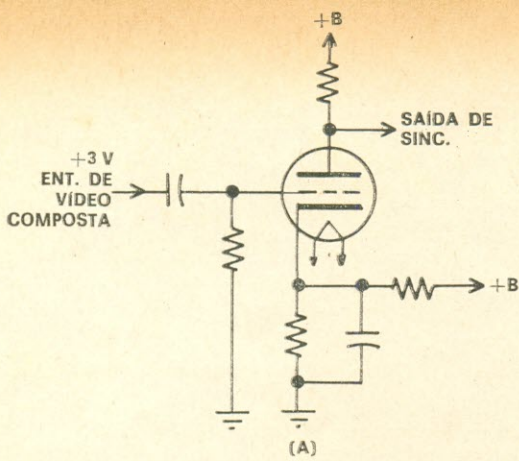 +B
SAÍDA DE
SINC.
+3 V
ENT. DE
VÍDEO
COMPOSTA
+B
(A)